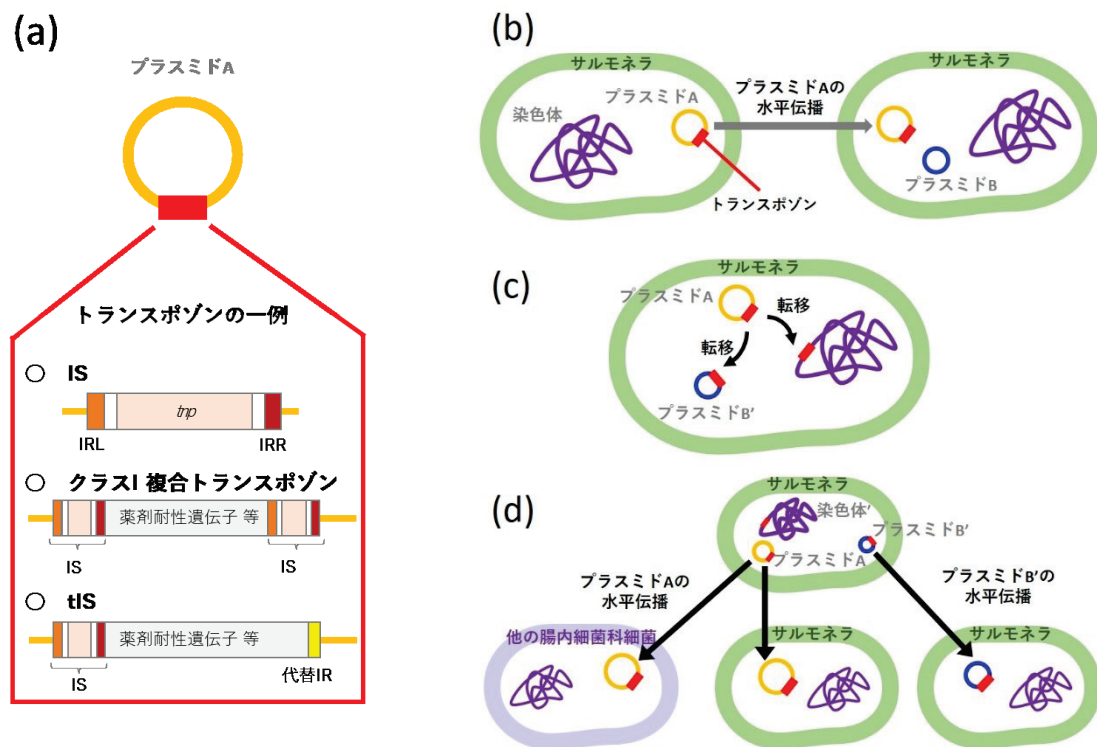 (a)
プラスミドA
トランスポゾンの一例
○ IS
tnp
IRL
IRR
○ クラスI 複合トランスポゾン
薬剤耐性遺伝子 等
IS
IS
○ tIS
薬剤耐性遺伝子 等
IS
代替IR
(b)
サルモネラ
染色体
プラスミドA
プラスミドAの
水平伝播
トランスポゾン
サルモネラ
プラスミドB
(c)
サルモネラ
プラスミドA
転移
転移
プラスミドB'
(d)
サルモネラ
染色体'
プラスミドB'
プラスミドA
プラスミドAの
水平伝播
プラスミドB'の
水平伝播
他の腸内細菌科細菌
サルモネラ
サルモネラ